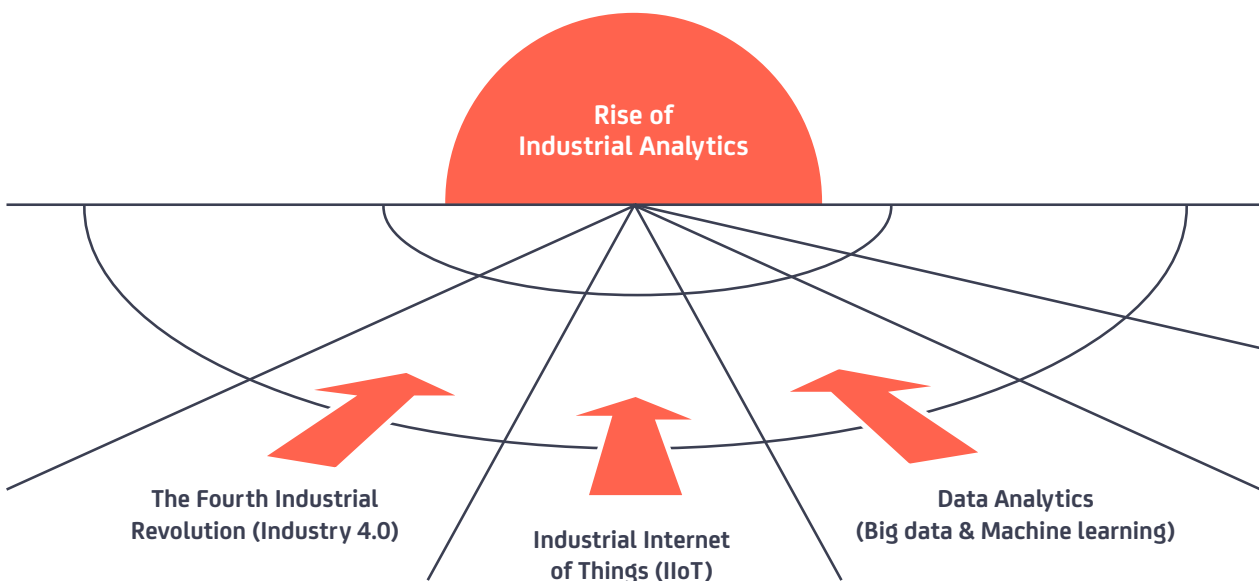 Rise of
Industrial Analytics
The Fourth Industrial
Revolution (Industry 4.0)
Industrial Internet
of Things (IIoT)
Data Analytics
(Big data & Machine learning)